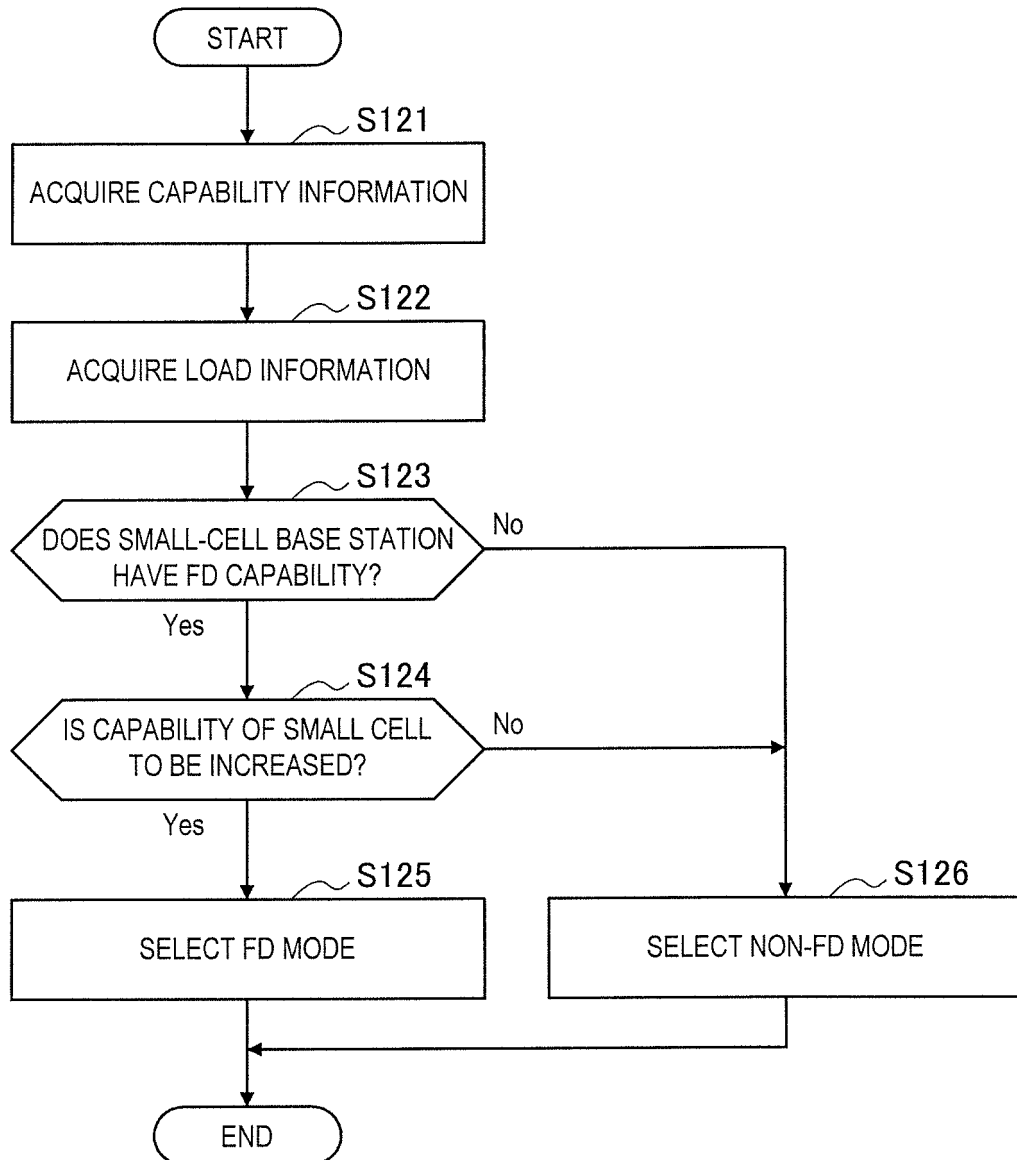 START
S121
ACQUIRE CAPABILITY INFORMATION
S122
ACQUIRE LOAD INFORMATION
S123
DOES SMALL-CELL BASE STATION
HAVE FD CAPABILITY?
No
Yes
S124
IS CAPABILITY OF SMALL CELL
TO BE INCREASED?
No
Yes
S125
SELECT FD MODE
S126
SELECT NON-FD MODE
END